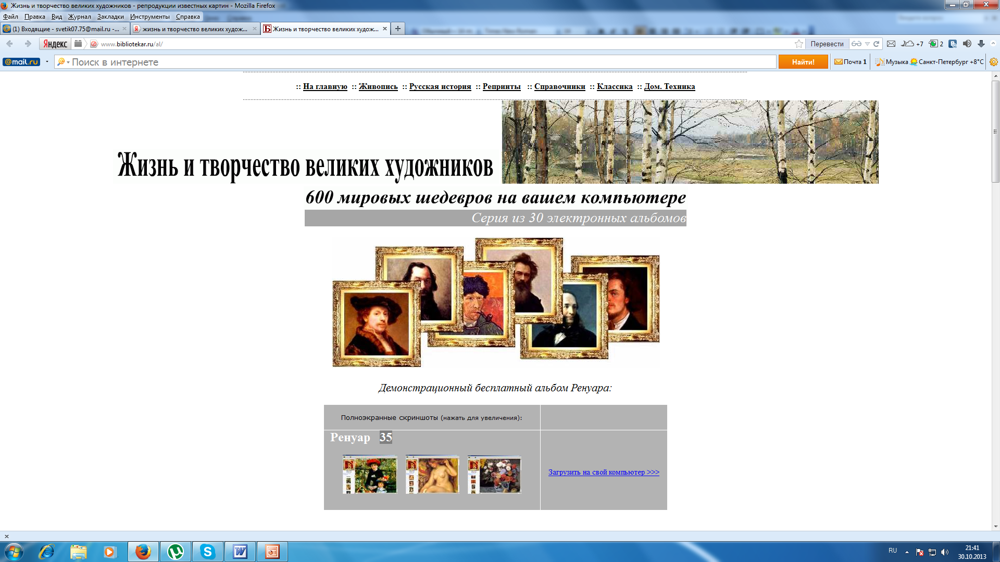 Жизнь и творчество великих художников - репродукции известных картин - Mozilla Firefox
Файл Правка Вид Журнал Закладки Инструменты Справка
(1) Входящие - svetik07.75@mail.ru -...
жизнь и творчество великих худож...
Жизнь и творчество великих худож...
Яндекс
www.bibliotekar.ru/al/
Перевести
+7
2
@mail.ru
Поиск в интернете
Найти!
Почта 1
Музыка
Санкт-Петербург +8°C
:: На главную :: Живопись :: Русская история :: Репринты :: Справочники :: Классика :: Дом. Техника
Жизнь и творчество великих художников
600 мировых шедевров на вашем компьютере
Серия из 30 электронных альбомов
Демонстрационный бесплатный альбом Ренуара:
Полноэкранные скриншоты (нажать для увеличения):
Ренуар 35
Загрузить на свой компьютер >>>
RU
21:41
30.10.2013